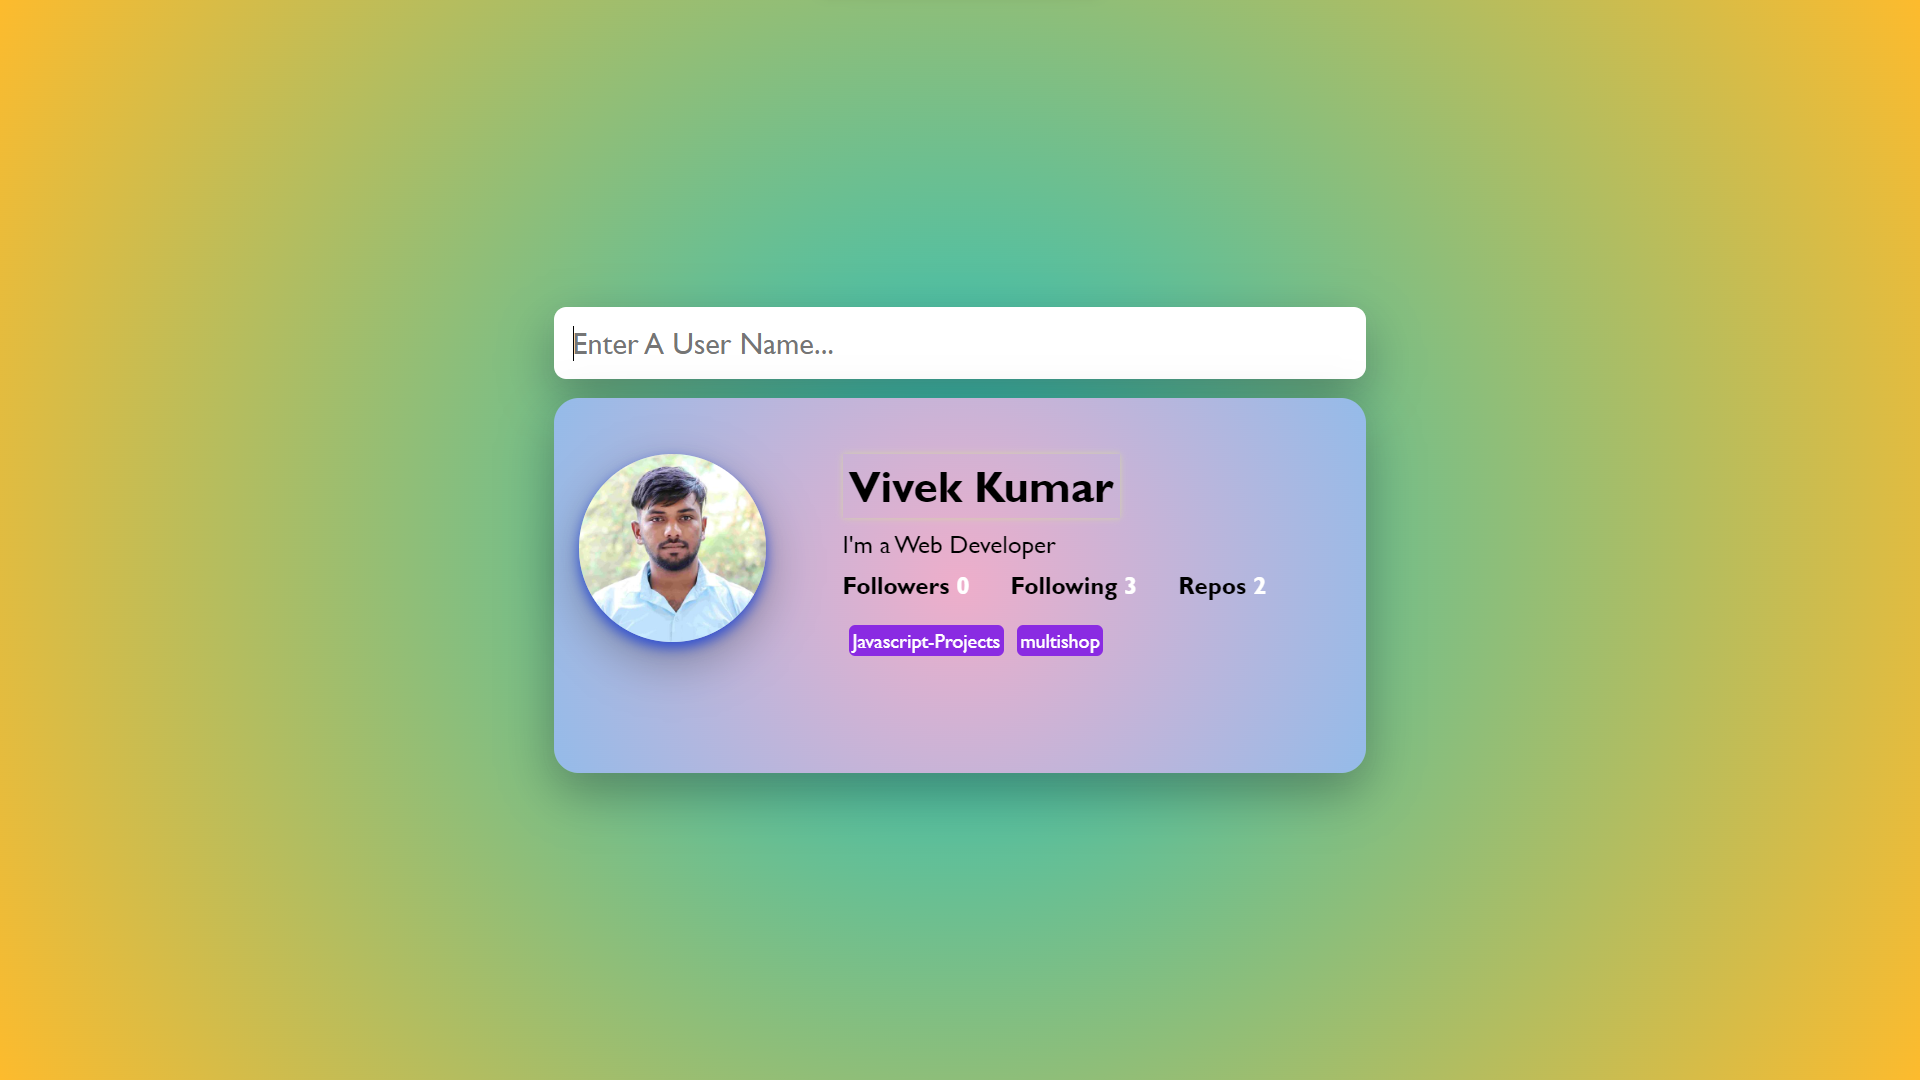 Enter A User Name...
Vivek Kumar
I'm a Web Developer
Followers 0 Following 3 Repos 2
Javascript-Projects multishop